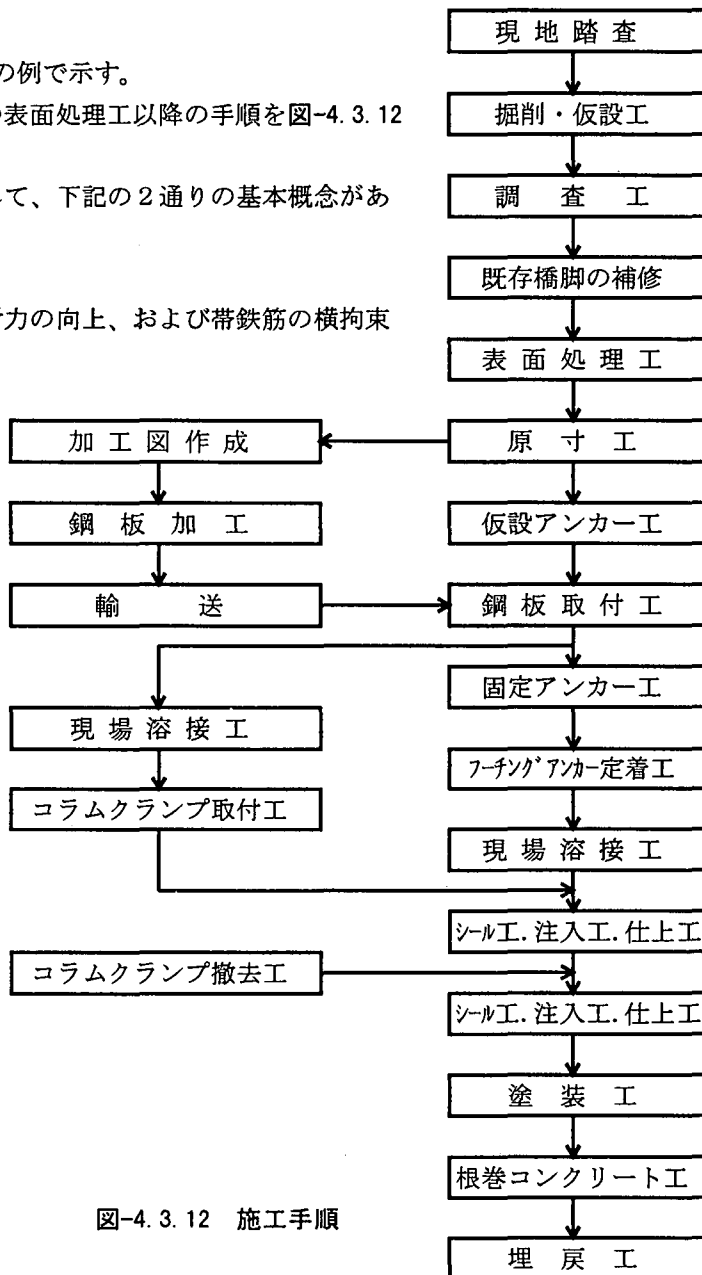 の例で示す。
表面処理工以降の手順を図-4.3.12
て、下記の２通りの基本概念があ
力の向上、および帯鉄筋の横拘束
現地踏査
掘削・仮設工
調査工
既存橋脚の補修
表面処理工
原寸工
加工図作成
鋼板加工
輸送
仮設アンカー工
鋼板取付工
固定アンカー工
ﾌｰﾁﾝｸﾞｱﾝｶｰ定着工
現場溶接工
現場溶接工
コラムクランプ取付工
ｼｰﾙ工.注入工.仕上工
コラムクランプ撤去工
ｼｰﾙ工.注入工.仕上工
塗装工
根巻コンクリート工
埋戻工
図-4.3.12 施工手順